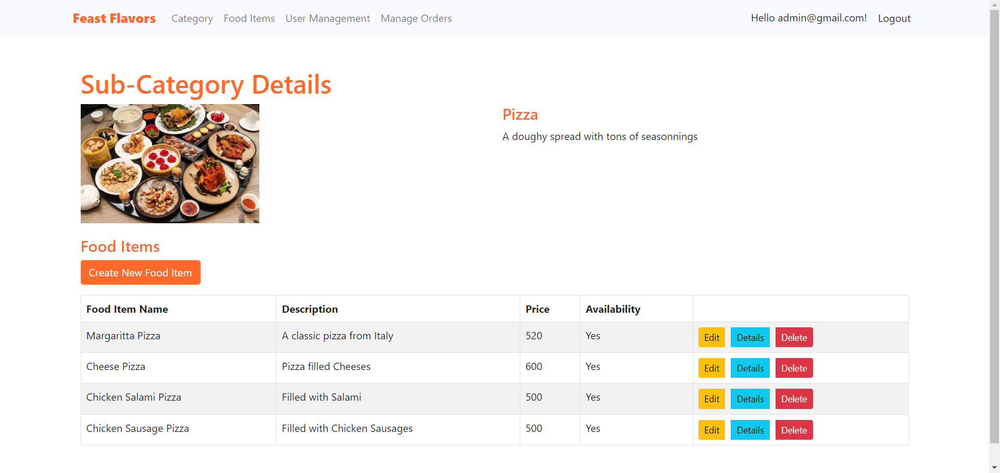 Feast Flavors Category Food Items User Management Manage Orders Hello admin@gmail.com! Logout
Sub-Category Details
Pizza
A doughy spread with tons of seasonnings
Food Items
Create New Food Item
Food Item Name Description Price Availability
Margaritta Pizza A classic pizza from Italy 520 Yes Edit Details Delete
Cheese Pizza Pizza filled Cheeses 600 Yes Edit Details Delete
Chicken Salami Pizza Filled with Salami 500 Yes Edit Details Delete
Chicken Sausage Pizza Filled with Chicken Sausages 500 Yes Edit Details Delete